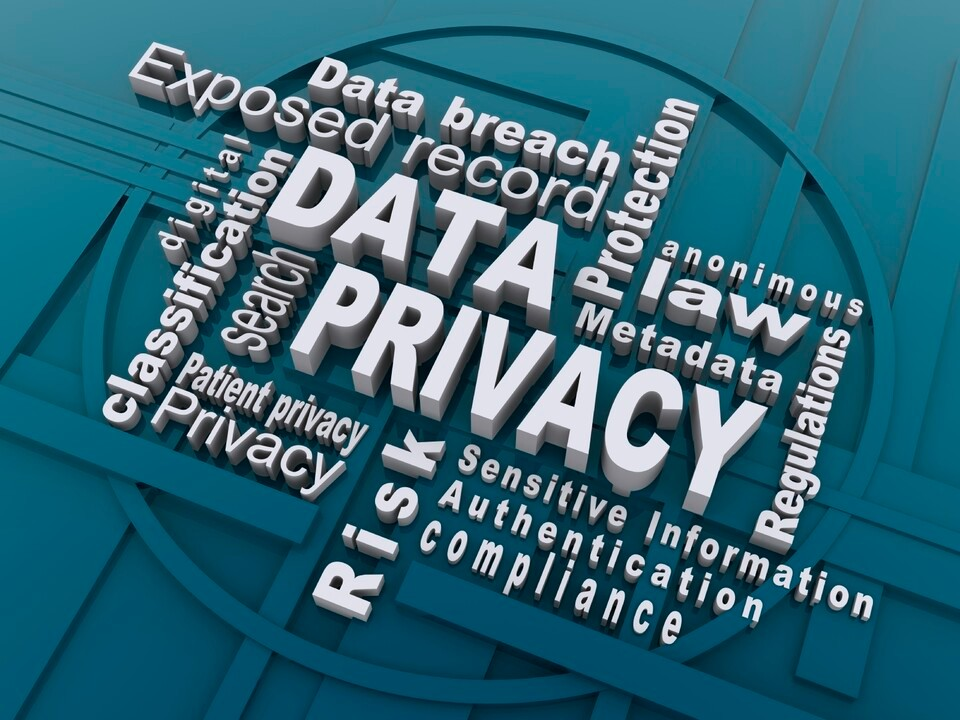 Data breach
Exposed record
digital
classification
search
DATA
PRIVACY
Protection
anonimous
law
Metadata
Regulations
Patient privacy
Privacy
Risk
Sensitive Information
Authentication
compliance